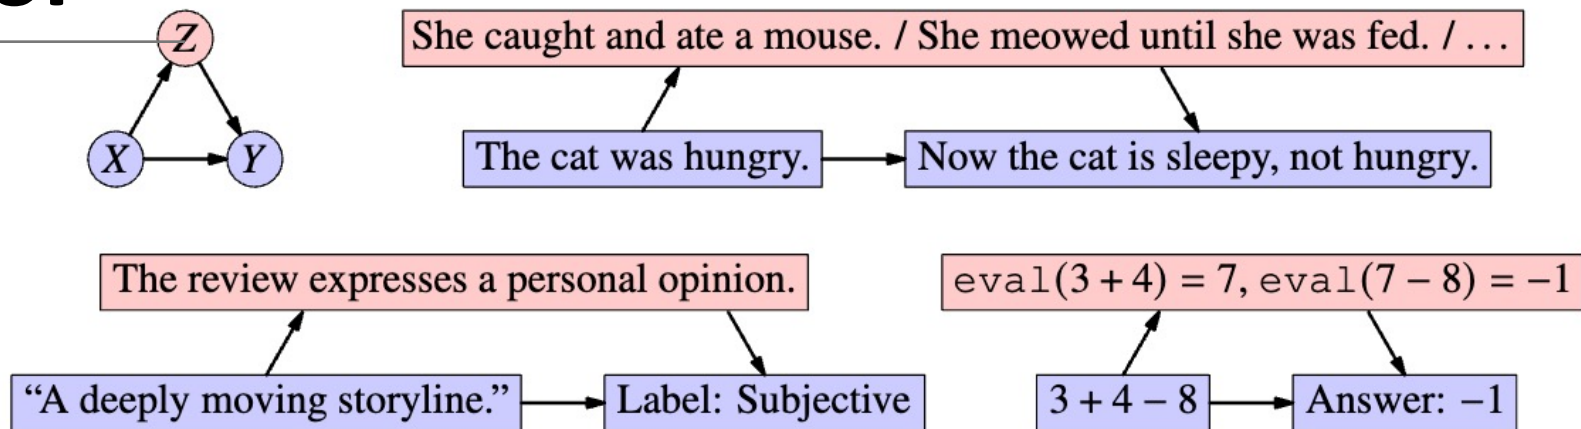 Z
X
Y
She caught and ate a mouse. / She meowed until she was fed. / …
The cat was hungry.
Now the cat is sleepy, not hungry.
The review expresses a personal opinion.
“A deeply moving storyline.”
Label: Subjective
eval(3 + 4) = 7, eval(7 − 8) = −1
3 + 4 − 8
Answer: −1